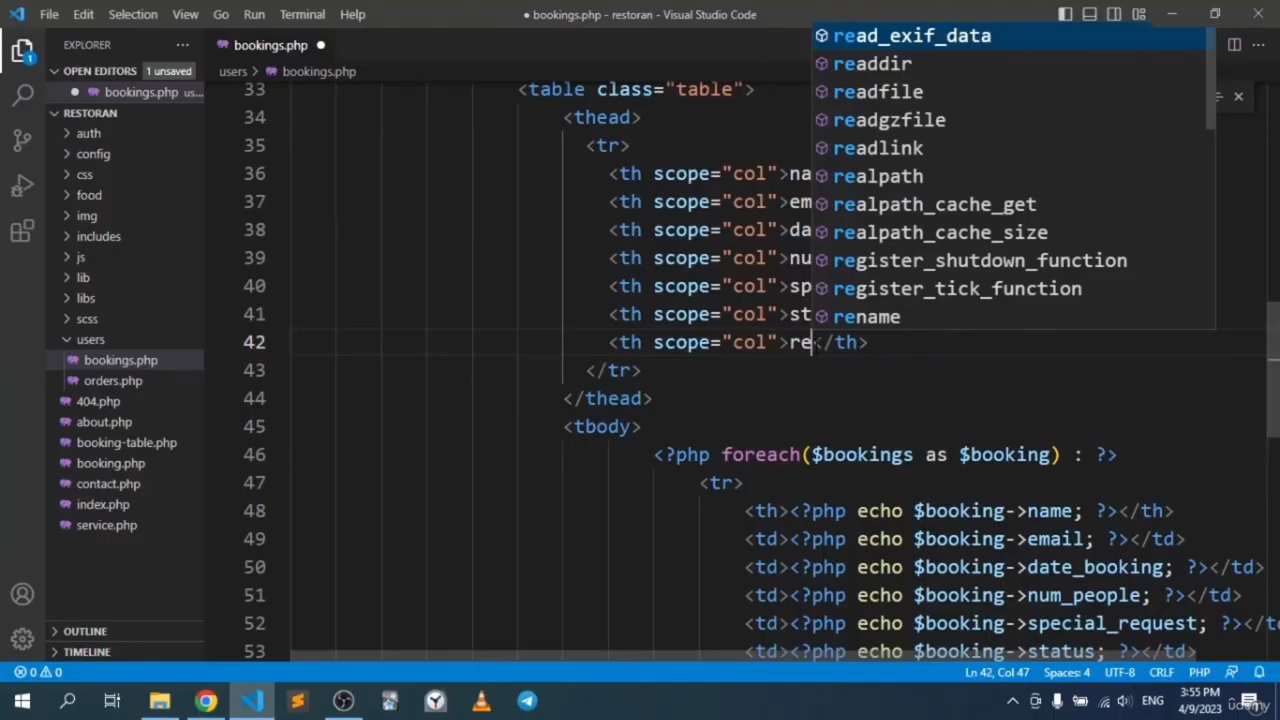 File Edit Selection View Go Run Terminal Help
● bookings.php - restoran - Visual Studio Code
EXPLORER
OPEN EDITORS 1 unsaved
bookings.php us...
RESTORAN
auth
config
css
food
img
includes
js
lib
libs
scss
users
bookings.php
orders.php
404.php
about.php
booking-table.php
booking.php
contact.php
index.php
service.php
OUTLINE
TIMELINE
bookings.php
users > bookings.php
33 <table class="table">
34 <thead>
35 <tr>
36 <th scope="col">na
37 <th scope="col">em
38 <th scope="col">da
39 <th scope="col">nu
40 <th scope="col">sp
41 <th scope="col">st
42 <th scope="col">re</th>
43 </tr>
44 </thead>
45 <tbody>
46 <?php foreach($bookings as $booking) : ?>
47 <tr>
48 <th><?php echo $booking->name; ?></th>
49 <td><?php echo $booking->email; ?></td>
50 <td><?php echo $booking->date_booking; ?></td>
51 <td><?php echo $booking->num_people; ?></td>
52 <td><?php echo $booking->special_request; ?></t
53 <td><?php echo $booking->status; ?></td>
read_exif_data
readdir
readfile
readgzfile
readlink
realpath
realpath_cache_get
realpath_cache_size
register_shutdown_function
register_tick_function
rename
0 0 Ln 42, Col 47 Spaces: 4 UTF-8 CRLF PHP
ENG
3:55 PM
4/9/2023
udemy